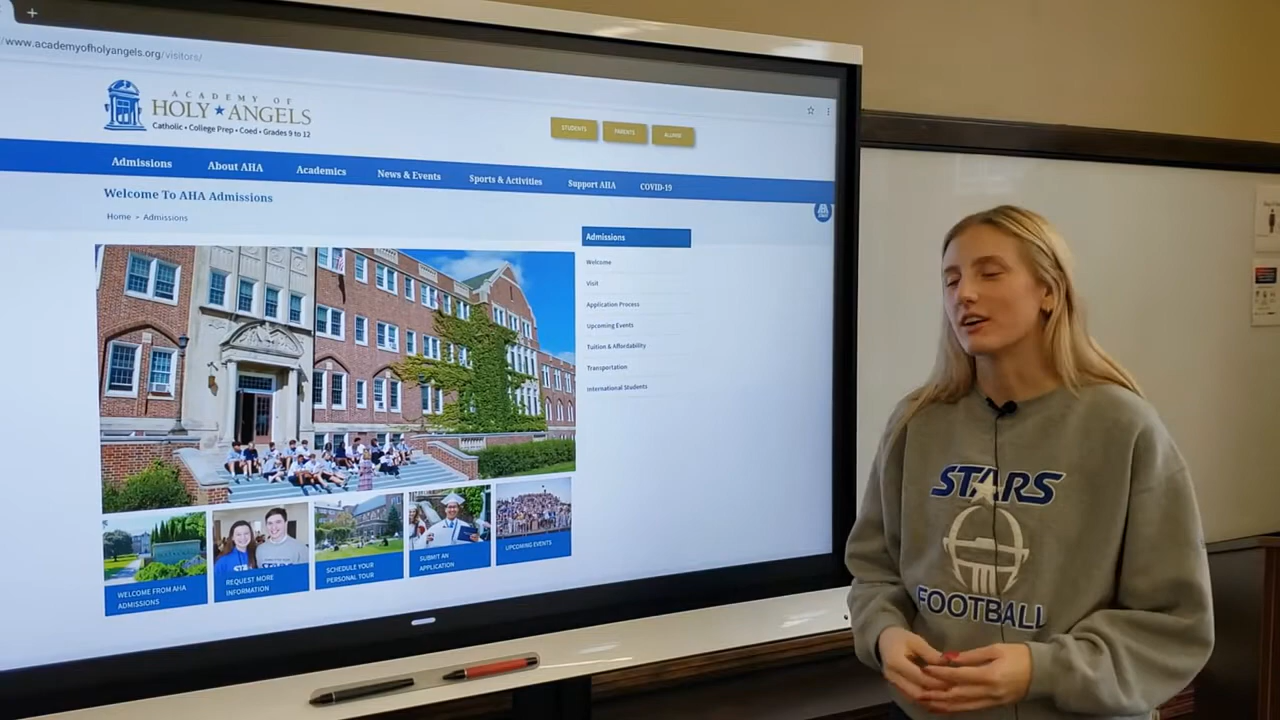 /www.academyofholyangels.org/visitors/
ACADEMY OF
HOLY★ANGELS
Catholic • College Prep • Coed • Grades 9 to 12
STUDENTS
PARENTS
ALUMNI
Admissions
About AHA
Academics
News & Events
Sports & Activities
Support AHA
COVID-19
Welcome To AHA Admissions
Home > Admissions
Admissions
Welcome
Visit
Application Process
Upcoming Events
Tuition & Affordability
Transportation
International Students
WELCOME FROM AHA
ADMISSIONS
REQUEST MORE
INFORMATION
SCHEDULE YOUR
PERSONAL TOUR
SUBMIT AN
APPLICATION
UPCOMING EVENTS
STARS
FOOTBALL